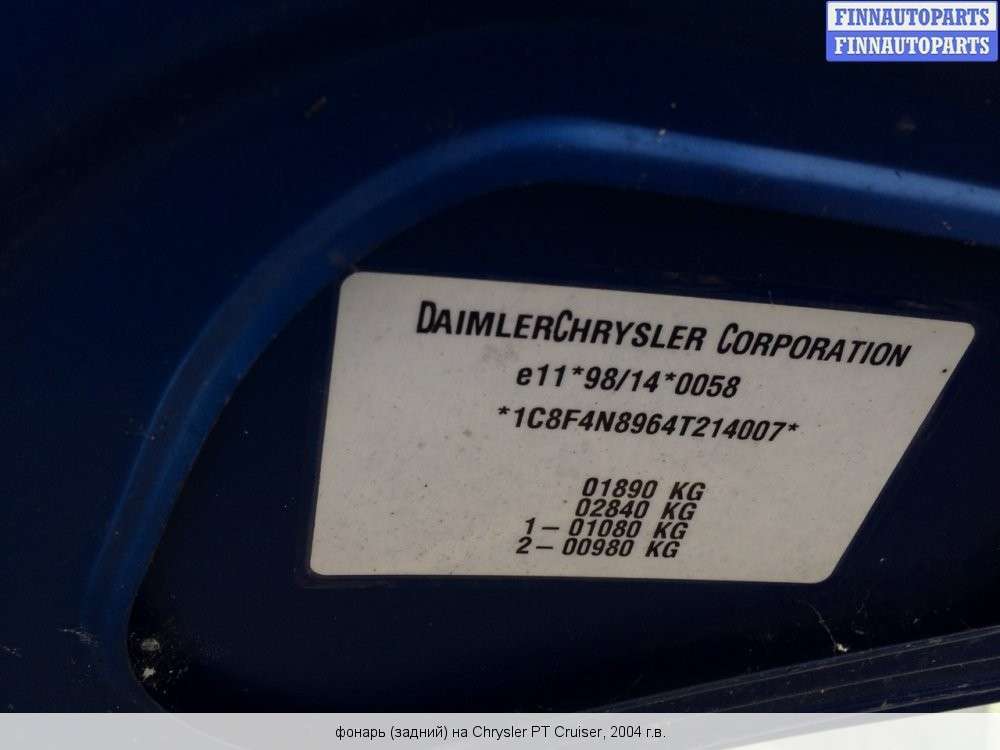 FINNAUTOPARTS
FINNAUTOPARTS
DAIMLERCHRYSLER CORPORATION
e11*98/14*0058
*1C8F4N8964T214007*
01890 KG
02840 KG
1– 01080 KG
2– 00980 KG
фонарь (задний) на Chrysler PT Cruiser, 2004 г.в.